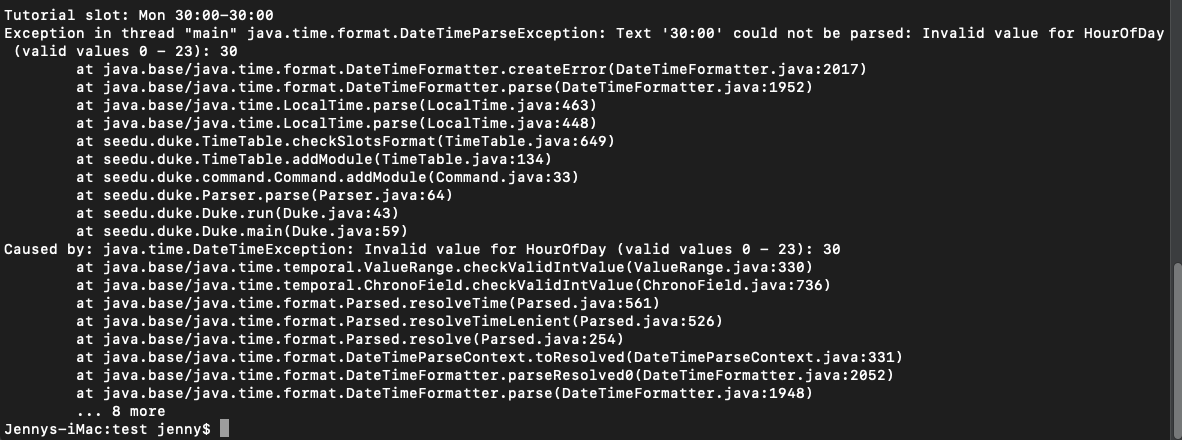 Tutorial slot: Mon 30:00-30:00
Exception in thread "main" java.time.format.DateTimeParseException: Text '30:00' could not be parsed: Invalid value for HourOfDay
(valid values 0 - 23): 30
at java.base/java.time.format.DateTimeFormatter.createError(DateTimeFormatter.java:2017)
at java.base/java.time.format.DateTimeFormatter.parse(DateTimeFormatter.java:1952)
at java.base/java.time.LocalTime.parse(LocalTime.java:463)
at java.base/java.time.LocalTime.parse(LocalTime.java:448)
at seedu.duke.TimeTable.checkSlotsFormat(TimeTable.java:649)
at seedu.duke.TimeTable.addModule(TimeTable.java:134)
at seedu.duke.command.Command.addModule(Command.java:33)
at seedu.duke.Parser.parse(Parser.java:64)
at seedu.duke.Duke.run(Duke.java:43)
at seedu.duke.Duke.main(Duke.java:59)
Caused by: java.time.DateTimeException: Invalid value for HourOfDay (valid values 0 - 23): 30
at java.base/java.time.temporal.ValueRange.checkValidIntValue(ValueRange.java:330)
at java.base/java.time.temporal.ChronoField.checkValidIntValue(ChronoField.java:736)
at java.base/java.time.format.Parsed.resolveTime(Parsed.java:561)
at java.base/java.time.format.Parsed.resolveTimeLenient(Parsed.java:526)
at java.base/java.time.format.Parsed.resolve(Parsed.java:254)
at java.base/java.time.format.DateTimeParseContext.toResolved(DateTimeParseContext.java:331)
at java.base/java.time.format.DateTimeFormatter.parseResolved0(DateTimeFormatter.java:2052)
at java.base/java.time.format.DateTimeFormatter.parse(DateTimeFormatter.java:1948)
... 8 more
Jennys-iMac:test jenny$